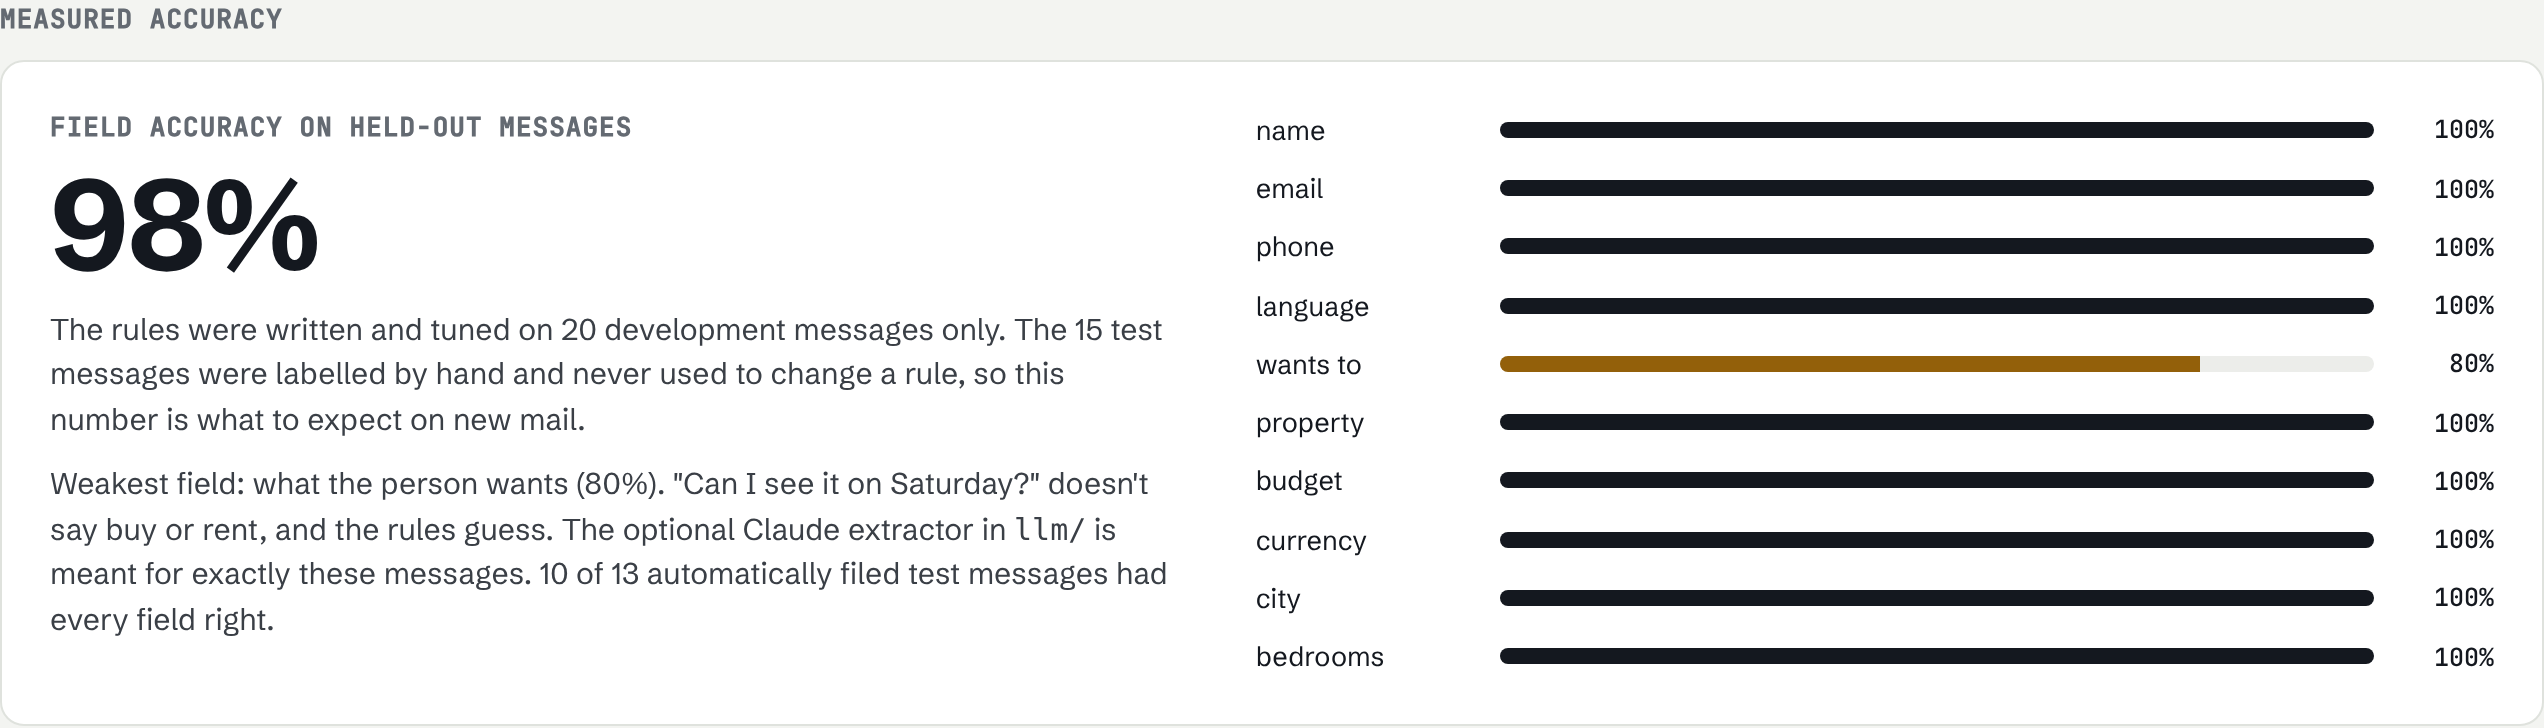 MEASURED ACCURACY
FIELD ACCURACY ON HELD-OUT MESSAGES
98%
The rules were written and tuned on 20 development messages only. The 15 test
messages were labelled by hand and never used to change a rule, so this
number is what to expect on new mail.
Weakest field: what the person wants (80%). "Can I see it on Saturday?" doesn't
say buy or rent, and the rules guess. The optional Claude extractor in llm/ is
meant for exactly these messages. 10 of 13 automatically filed test messages had
every field right.
name 100%
email 100%
phone 100%
language 100%
wants to 80%
property 100%
budget 100%
currency 100%
city 100%
bedrooms 100%